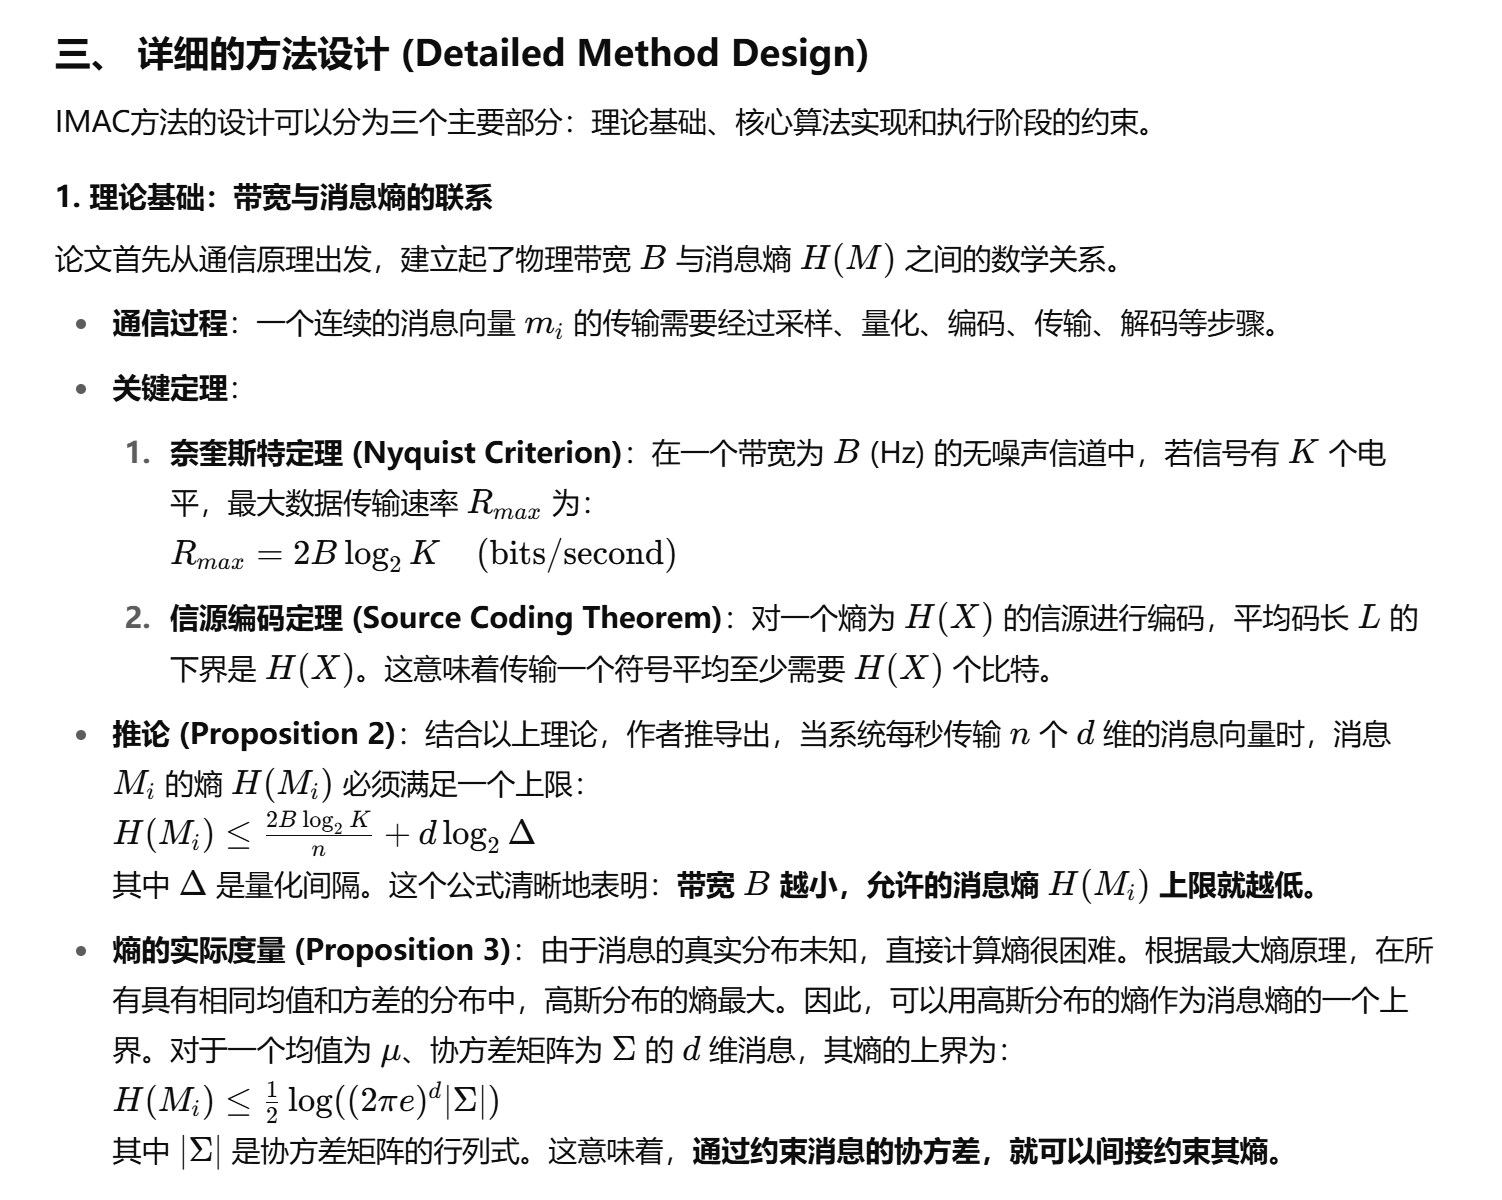 三、 详细的方法设计 (Detailed Method Design)
IMAC方法的设计可以分为三个主要部分：理论基础、核心算法实现和执行阶段的约束。
1. 理论基础：带宽与消息熵的联系
论文首先从通信原理出发，建立起了物理带宽 B 与消息熵 H(M) 之间的数学关系。
• 通信过程：一个连续的消息向量 m_i 的传输需要经过采样、量化、编码、传输、解码等步骤。
• 关键定理：
1. 奈奎斯特定理 (Nyquist Criterion)：在一个带宽为 B (Hz) 的无噪声信道中，若信号有 K 个电
平，最大数据传输速率 R_{max} 为：
R_{max} = 2B log_2 K (bits/second)
2. 信源编码定理 (Source Coding Theorem)：对一个熵为 H(X) 的信源进行编码，平均码长 L 的
下界是 H(X)。这意味着传输一个符号平均至少需要 H(X) 个比特。
• 推论 (Proposition 2)：结合以上理论，作者推导出，当系统每秒传输 n 个 d 维的消息向量时，消息
M_i 的熵 H(M_i) 必须满足一个上限：
H(M_i) ≤ \frac{2B log_2 K}{n} + d log_2 Δ
其中 Δ 是量化间隔。这个公式清晰地表明：带宽 B 越小，允许的消息熵 H(M_i) 上限就越低。
• 熵的实际度量 (Proposition 3)：由于消息的真实分布未知，直接计算熵很困难。根据最大熵原理，在所
有具有相同均值和方差的分布中，高斯分布的熵最大。因此，可以用高斯分布的熵作为消息熵的一个上
界。对于一个均值为 μ、协方差矩阵为 Σ 的 d 维消息，其熵的上界为：
H(M_i) ≤ \frac{1}{2} log((2πe)^d|Σ|)
其中 |Σ| 是协方差矩阵的行列式。这意味着，通过约束消息的协方差，就可以间接约束其熵。